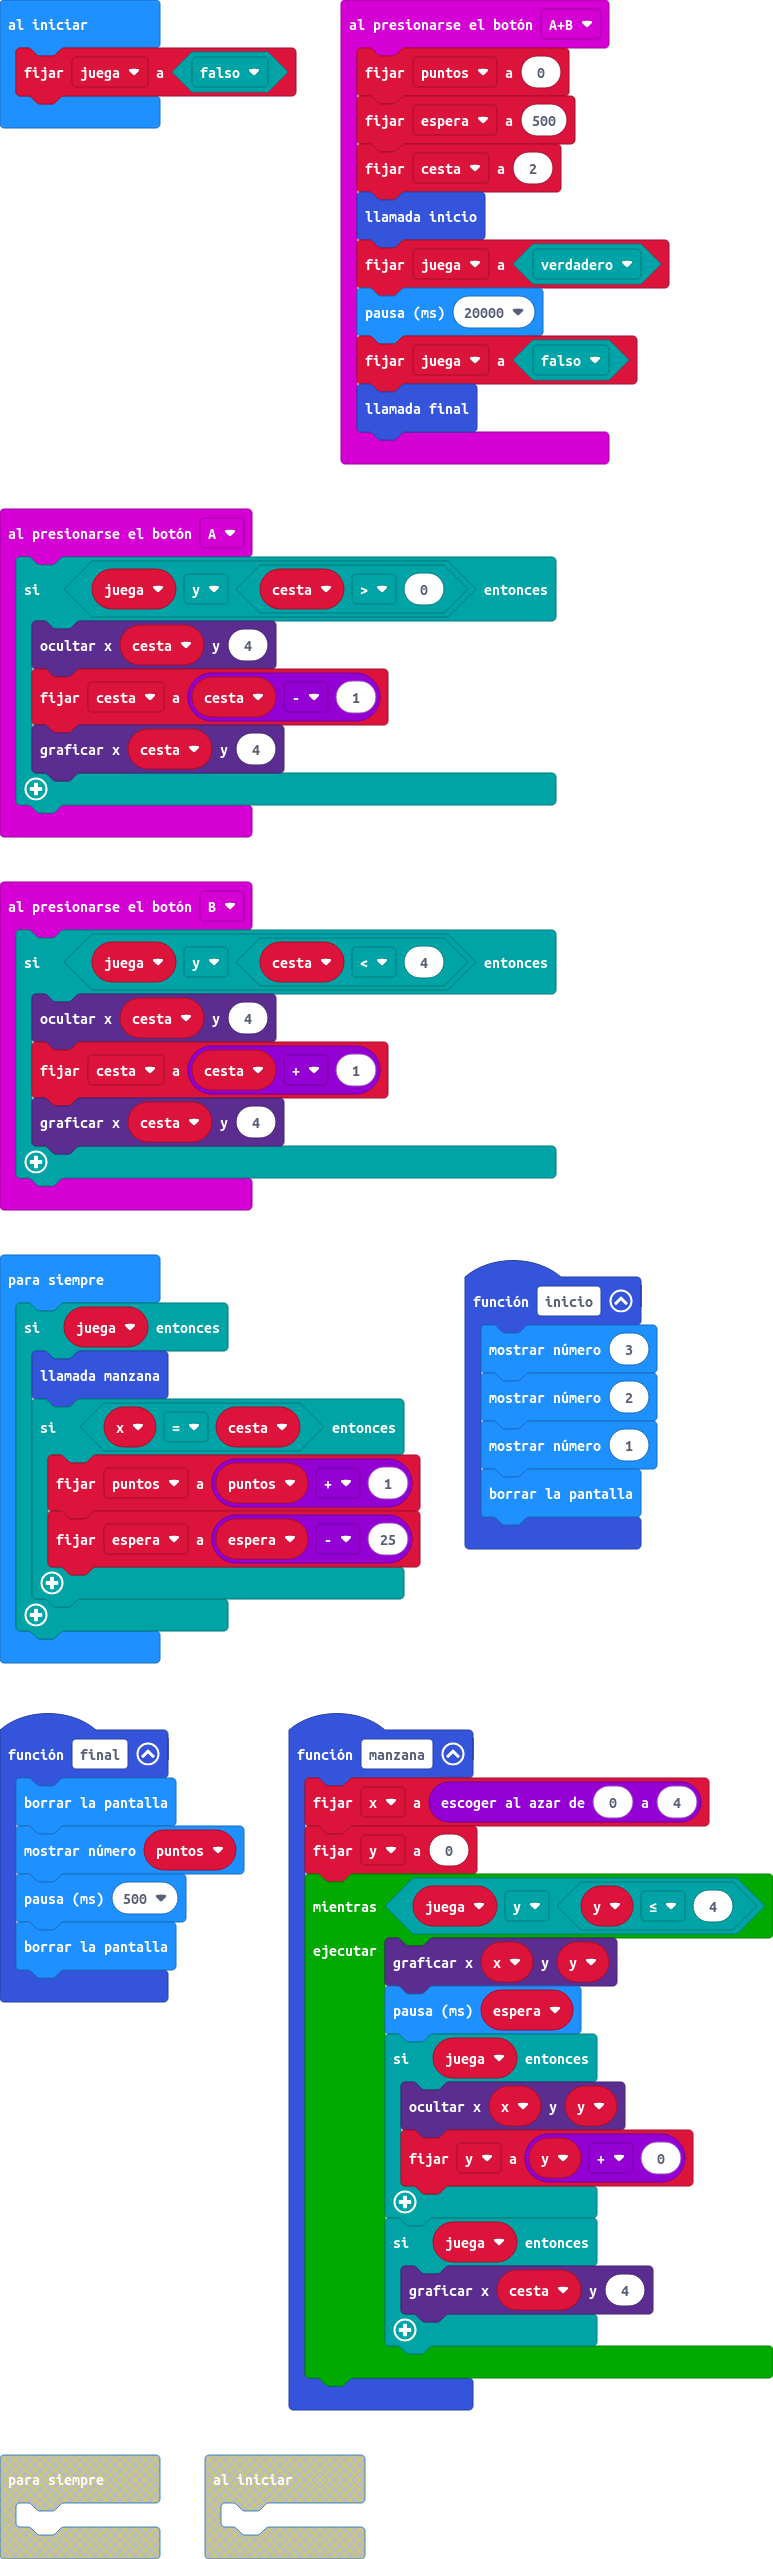 al iniciar
fijar juega a falso
al presionarse el botón A+B
fijar puntos a 0
fijar espera a 500
fijar cesta a 2
llamada inicio
fijar juega a verdadero
pausa (ms) 20000
fijar juega a falso
llamada final
al presionarse el botón A
si juega y cesta > 0 entonces
ocultar x cesta y 4
fijar cesta a cesta - 1
graficar x cesta y 4
al presionarse el botón B
si juega y cesta < 4 entonces
ocultar x cesta y 4
fijar cesta a cesta + 1
graficar x cesta y 4
para siempre
si juega entonces
llamada manzana
si x = cesta entonces
fijar puntos a puntos + 1
fijar espera a espera - 25
función inicio
mostrar número 3
mostrar número 2
mostrar número 1
borrar la pantalla
función final
borrar la pantalla
mostrar número puntos
pausa (ms) 500
borrar la pantalla
función manzana
fijar x a escoger al azar de 0 a 4
fijar y a 0
mientras juega y y ≤ 4
ejecutar
graficar x x y y
pausa (ms) espera
si juega entonces
ocultar x x y y
fijar y a y + 0
si juega entonces
graficar x cesta y 4
para siempre
al iniciar